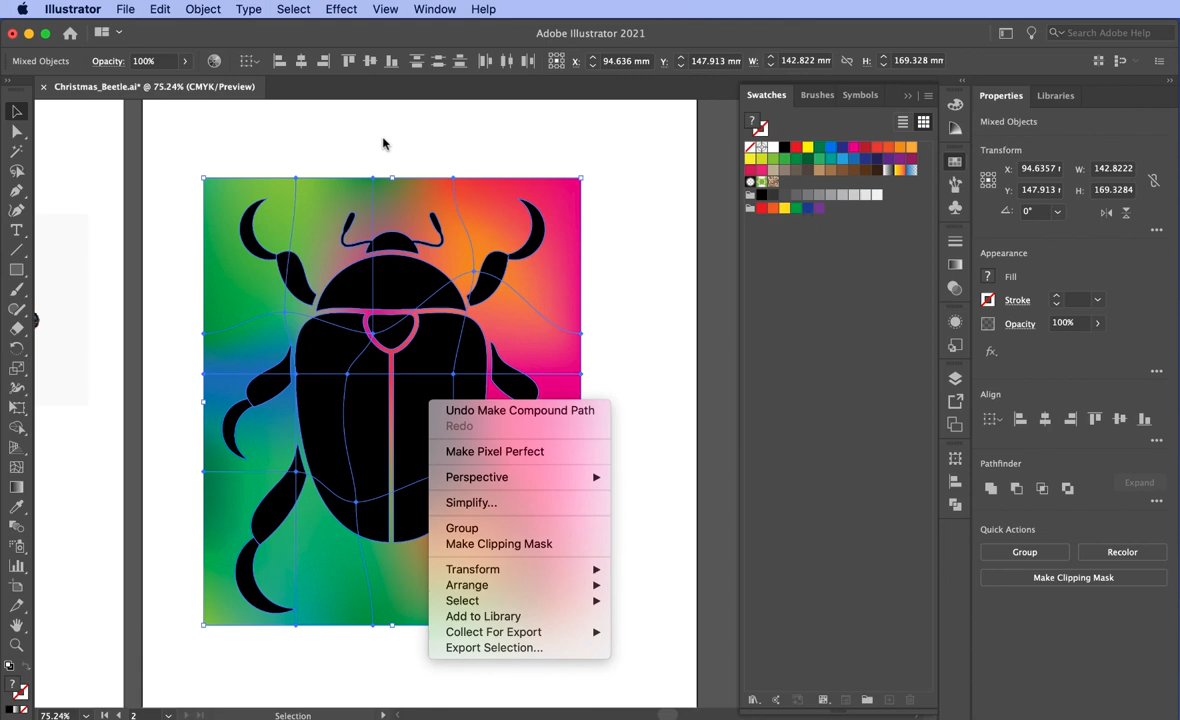 Illustrator File Edit Object Type Select Effect View Window Help
Adobe Illustrator 2021
Search Adobe Help
Mixed Objects Opacity: 100% X: 94.636 mm Y: 147.913 mm W: 142.822 mm H: 169.328 mm
Christmas_Beetle.ai* @ 75.24% (CMYK/Preview)
Swatches Brushes Symbols
Properties Libraries
Mixed Objects
Transform
X: 94.6357 W: 142.8222
Y: 147.913 H: 169.3284
0°
Appearance
? Fill
Stroke
Opacity 100%
fx.
Align
Pathfinder
Expand
Quick Actions
Group Recolor
Make Clipping Mask
Undo Make Compound Path
Redo
Make Pixel Perfect
Perspective
Simplify...
Group
Make Clipping Mask
Transform
Arrange
Select
Add to Library
Collect For Export
Export Selection...
75.24% 2 Selection